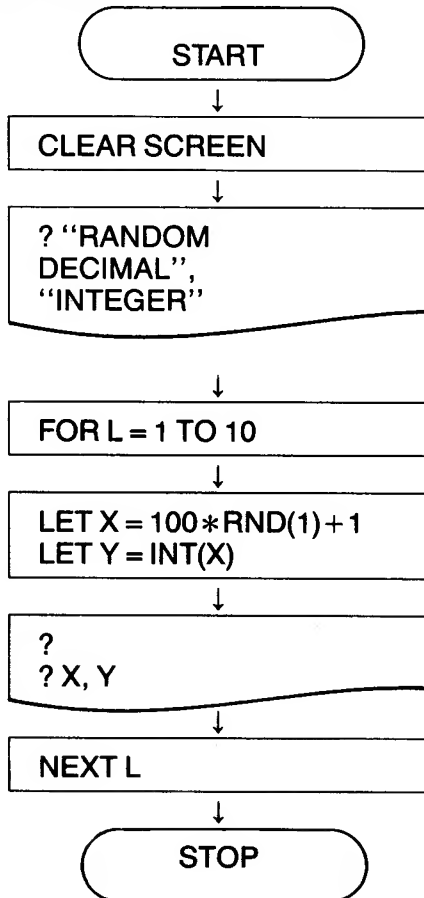 START
CLEAR SCREEN
? “RANDOM
DECIMAL”,
“INTEGER”
FOR L = 1 TO 10
LET X = 100*RND(1)+1
LET Y = INT(X)
?
? X, Y
NEXT L
STOP